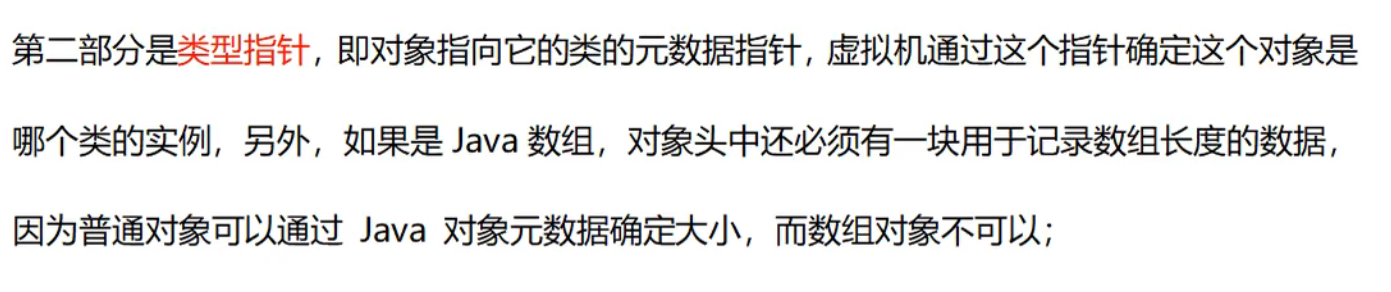 第二部分是类型指针，即对象指向它的类的元数据指针，虚拟机通过这个指针确定这个对象是
哪个类的实例，另外，如果是 Java 数组，对象头中还必须有一块用于记录数组长度的数据，
因为普通对象可以通过 Java 对象元数据确定大小，而数组对象不可以；